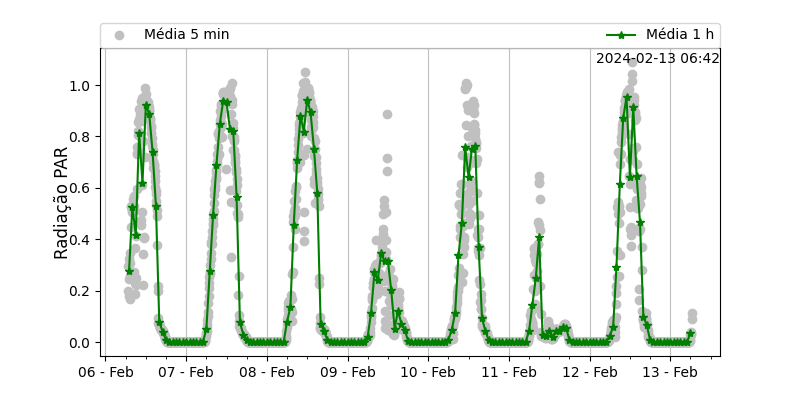 Média 5 min
Média 1 h
2024-02-13 06:42
Radiação PAR
1.0
0.8
0.6
0.4
0.2
0.0
06 - Feb
07 - Feb
08 - Feb
09 - Feb
10 - Feb
11 - Feb
12 - Feb
13 - Feb